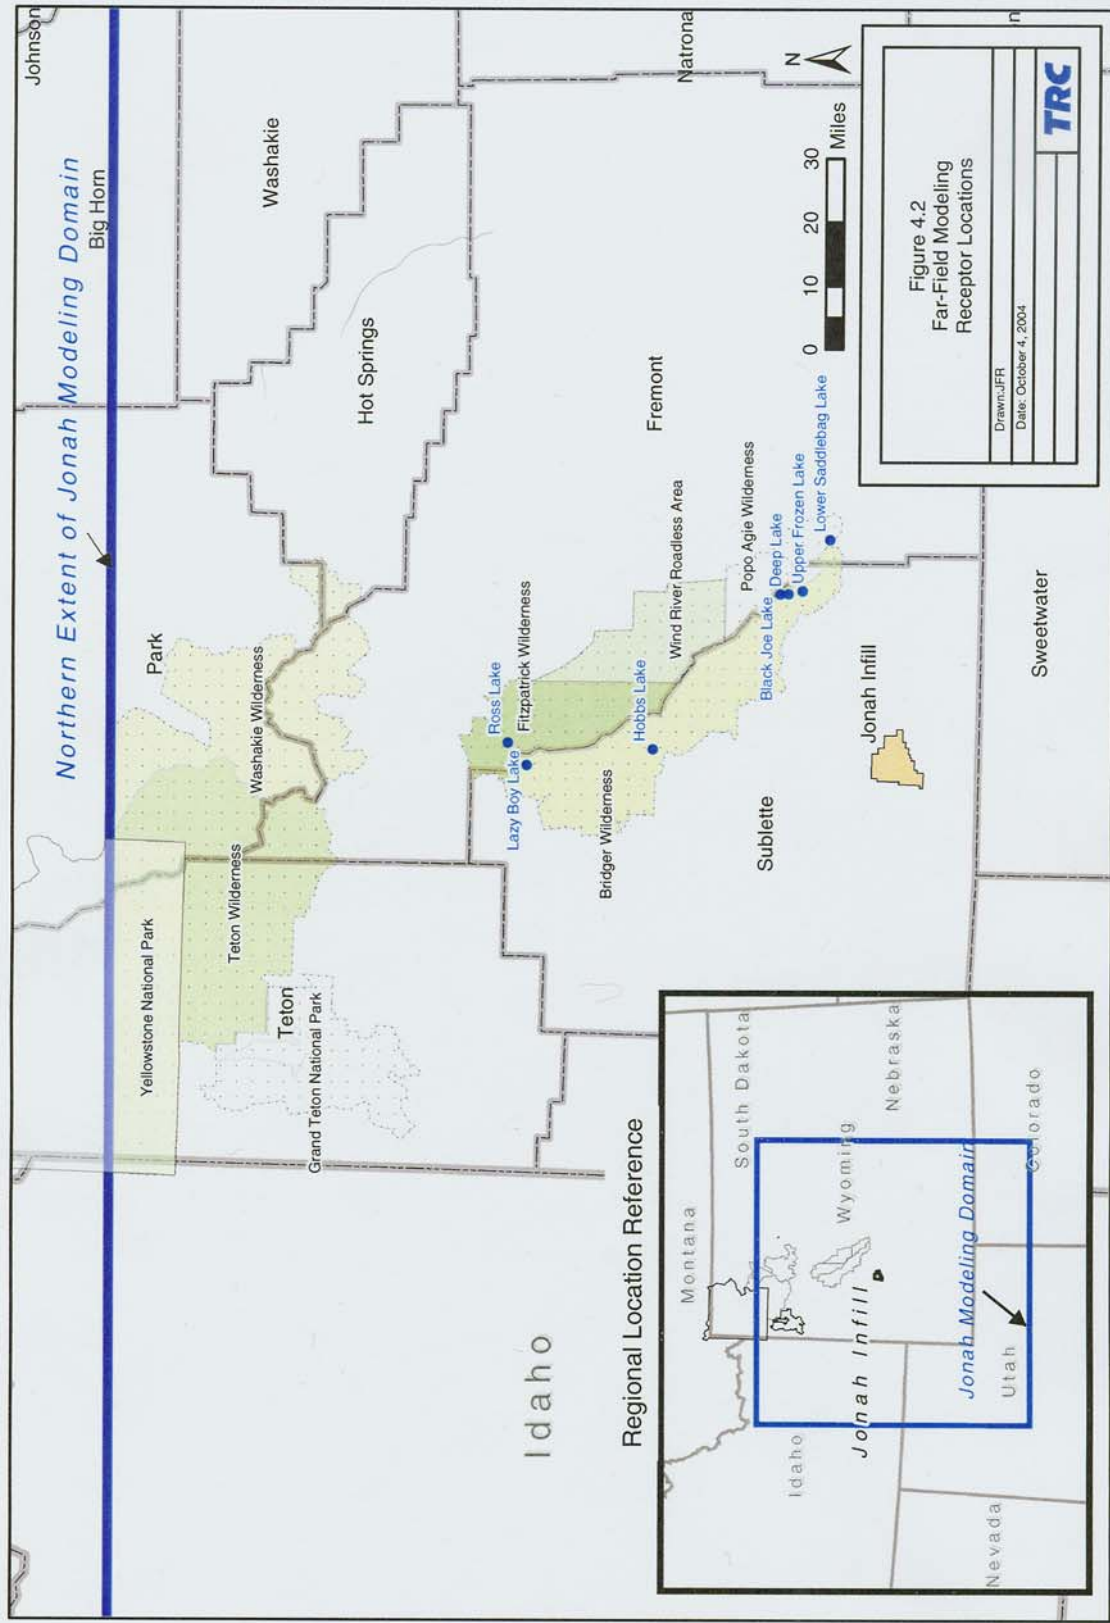 Johnson
Northern Extent of Jonah Modeling Domain
Big Horn
Park
Washakie
Yellowstone National Park
Teton Wilderness
Washakie Wilderness
Teton
Grand Teton National Park
Hot Springs
Idaho
Ross Lake
Fitzpatrick Wilderness
Lazy Boy Lake
Bridger Wilderness
Hobbs Lake
Wind River Roadless Area
Fremont
Natrona
Popo Agie Wilderness
Black Joe Lake
Deep Lake
Upper Frozen Lake
Lower Saddlebag Lake
Sublette
Jonah Infill
Sweetwater
N
0 10 20 30
Miles
Regional Location Reference
Montana
South Dakota
Idaho
Wyoming
Nebraska
Jonah Infill
Jonah Modeling Domain
Nevada
Utah
Colorado
n
Figure 4.2
Far-Field Modeling
Receptor Locations
Drawn:JFR
Date: October 4, 2004
TRC